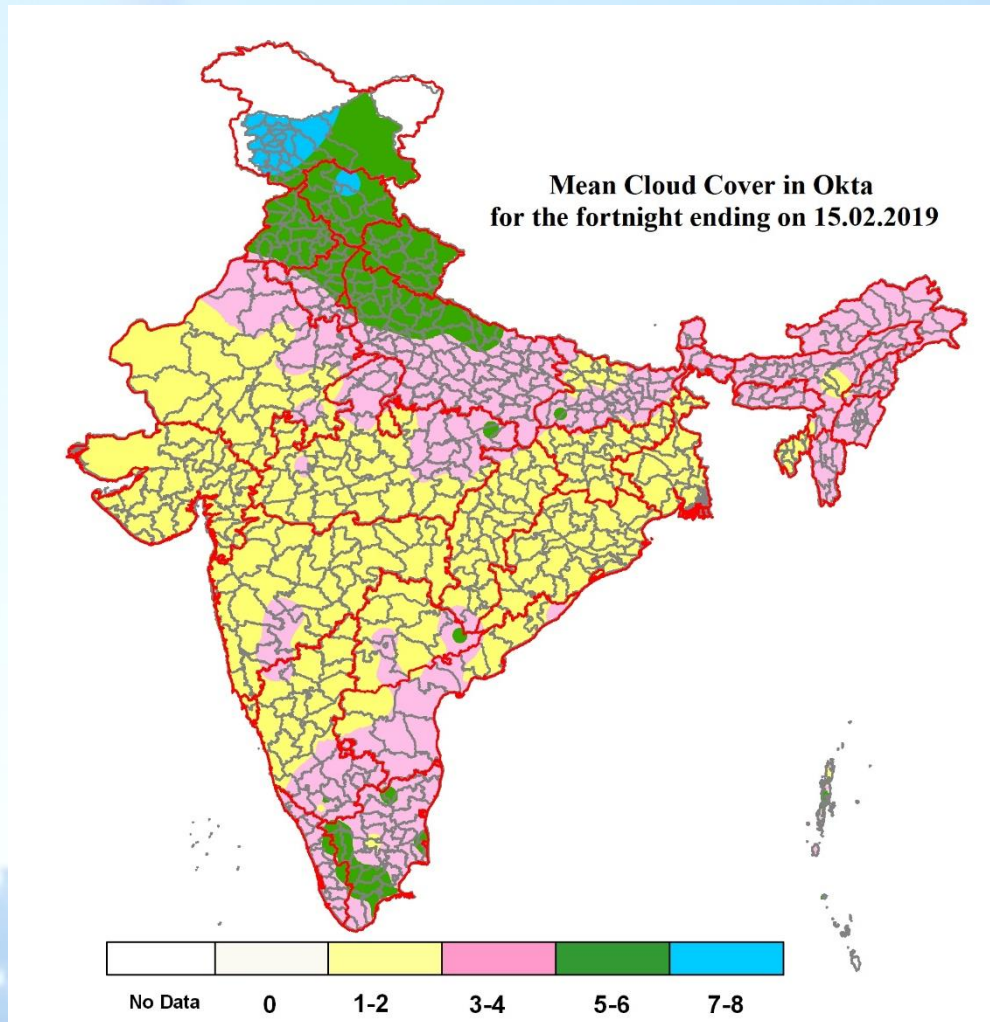 Mean Cloud Cover in Okta
for the fortnight ending on 15.02.2019
No Data 0 1-2 3-4 5-6 7-8